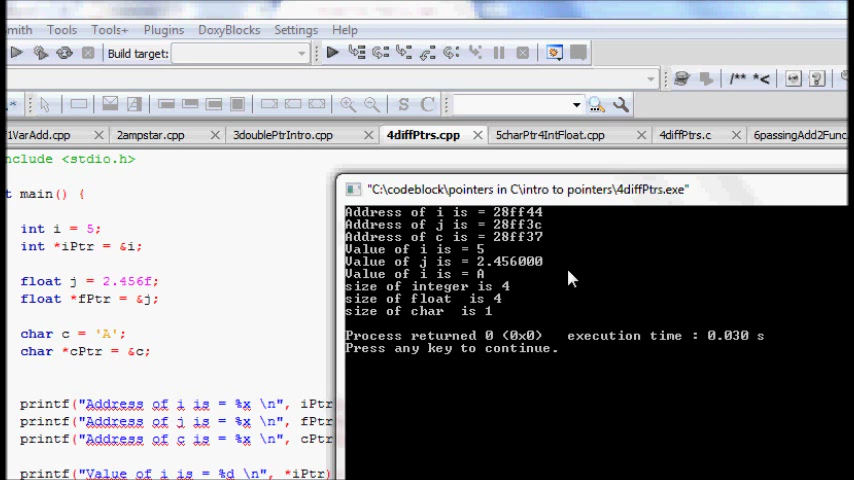 mith Tools Tools+ Plugins DoxyBlocks Settings Help
Build target:
/** *<
S C
1VarAdd.cpp 2ampstar.cpp 3doublePtrIntro.cpp 4diffPtrs.cpp 5charPtr4IntFloat.cpp 4diffPtrs.c 6passingAdd2Func
nclude <stdio.h>
t main() {
int i = 5;
int *iPtr = &i;
float j = 2.456f;
float *fPtr = &j;
char c = 'A';
char *cPtr = &c;
printf("Address of i is = %x \n", iPtr
printf("Address of j is = %x \n", fPtr
printf("Address of c is = %x \n", cPtr
printf("Value of i is = %d \n", *iPtr)
"C:\codeblock\pointers in C\intro to pointers\4diffPtrs.exe"
Address of i is = 28ff44
Address of j is = 28ff3c
Address of c is = 28ff37
Value of i is = 5
Value of j is = 2.456000
Value of i is = A
size of integer is 4
size of float  is 4
size of char  is 1
Process returned 0 (0x0)   execution time : 0.030 s
Press any key to continue.